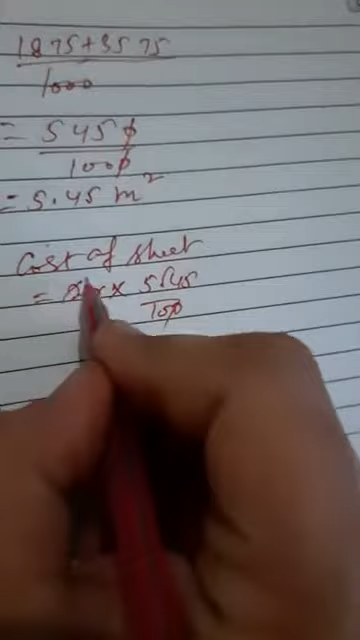 1875+3575
1000
= 5450
1000
= 5.45 m²
Cost of sheet
= × 545
100